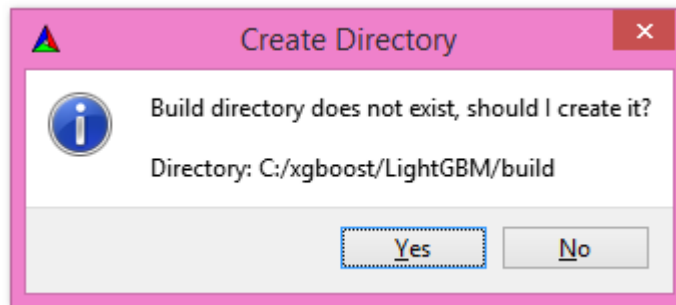 Create Directory
Build directory does not exist, should I create it?
Directory: C:/xgboost/LightGBM/build
Yes
No